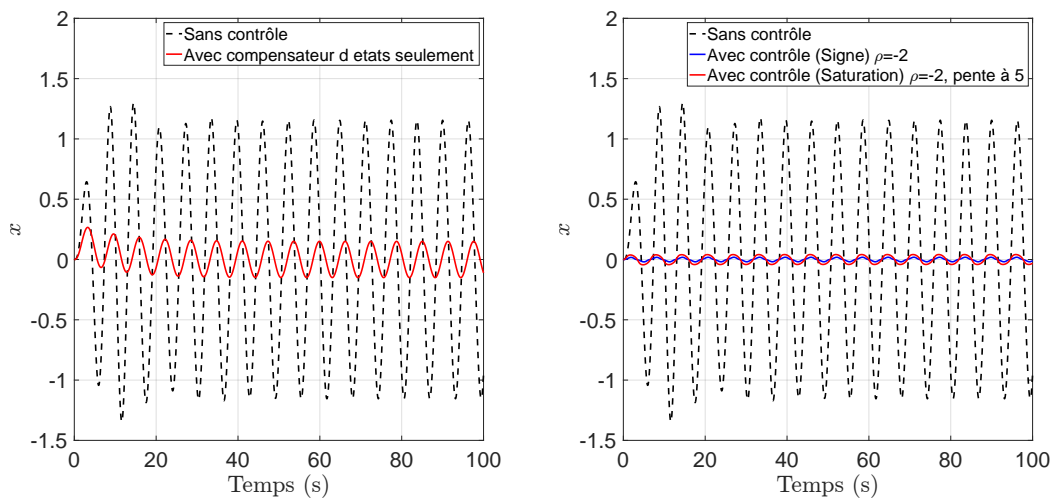 2
1.5
1
0.5
0
-0.5
-1
-1.5
x
0 20 40 60 80 100
Temps (s)
Sans contrôle
Avec compensateur d etats seulement
2
1.5
1
0.5
0
-0.5
-1
-1.5
x
0 20 40 60 80 100
Temps (s)
Sans contrôle
Avec contrôle (Signe) ρ=-2
Avec contrôle (Saturation) ρ=-2, pente à 5